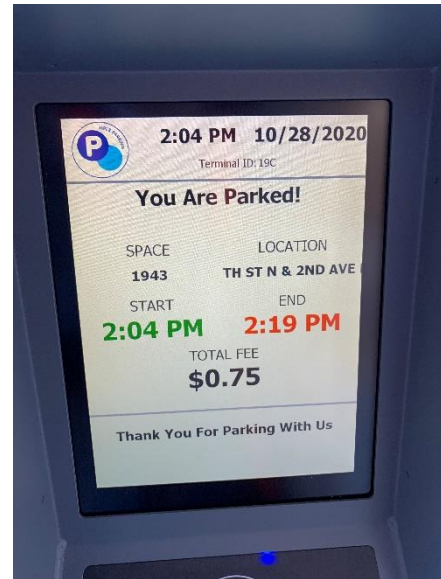 P
2:04 PM 10/28/2020
Terminal ID: 19C
You Are Parked!
SPACE LOCATION
1943 TH ST N & 2ND AVE
START END
2:04 PM 2:19 PM
TOTAL FEE
$0.75
Thank You For Parking With Us